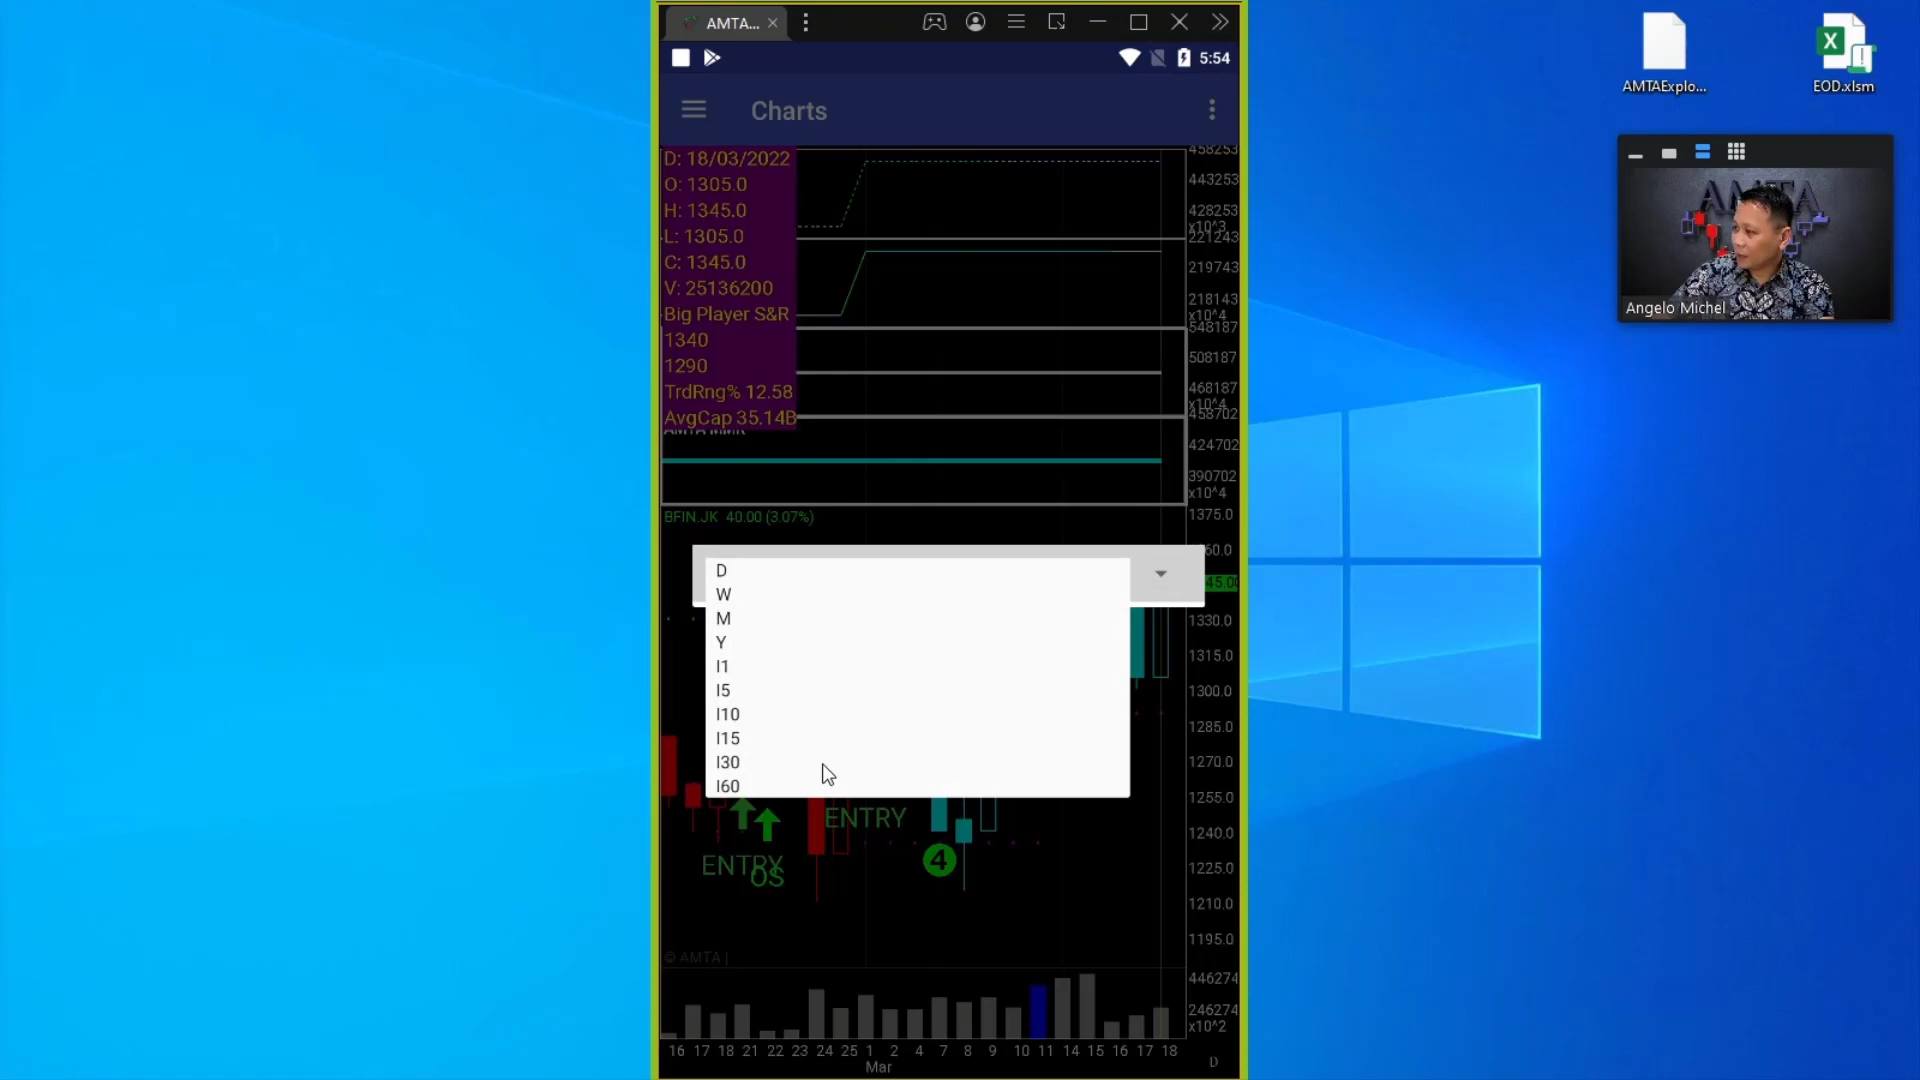 AMTA...
5:54
Charts
D: 18/03/2022
O: 1305.0
H: 1345.0
L: 1305.0
C: 1345.0
V: 25136200
Big Player S&R
1340
1290
TrdRng% 12.58
AvgCap 35.14B
458253
443253
428253
x10^3
221243
219743
218143
x10^4
548187
508187
468187
x10^4
458702
424702
390702
x10^4
BFIN.JK 40.00 (3.07%)
1375.0
60.0
45.0
1330.0
1315.0
1300.0
1285.0
1270.0
1255.0
1240.0
1225.0
1210.0
1195.0
D
W
M
Y
I1
I5
I10
I15
I30
I60
ENTRY
ENTRY
OS
4
© AMTA |
446274
246274
x10^2
16 17 18 21 22 23 24 25 1 2 4 7 8 9 10 11 14 15 16 17 18
Mar
D
AMTAExplo...
EOD.xlsm
AMTA
Angelo Michel